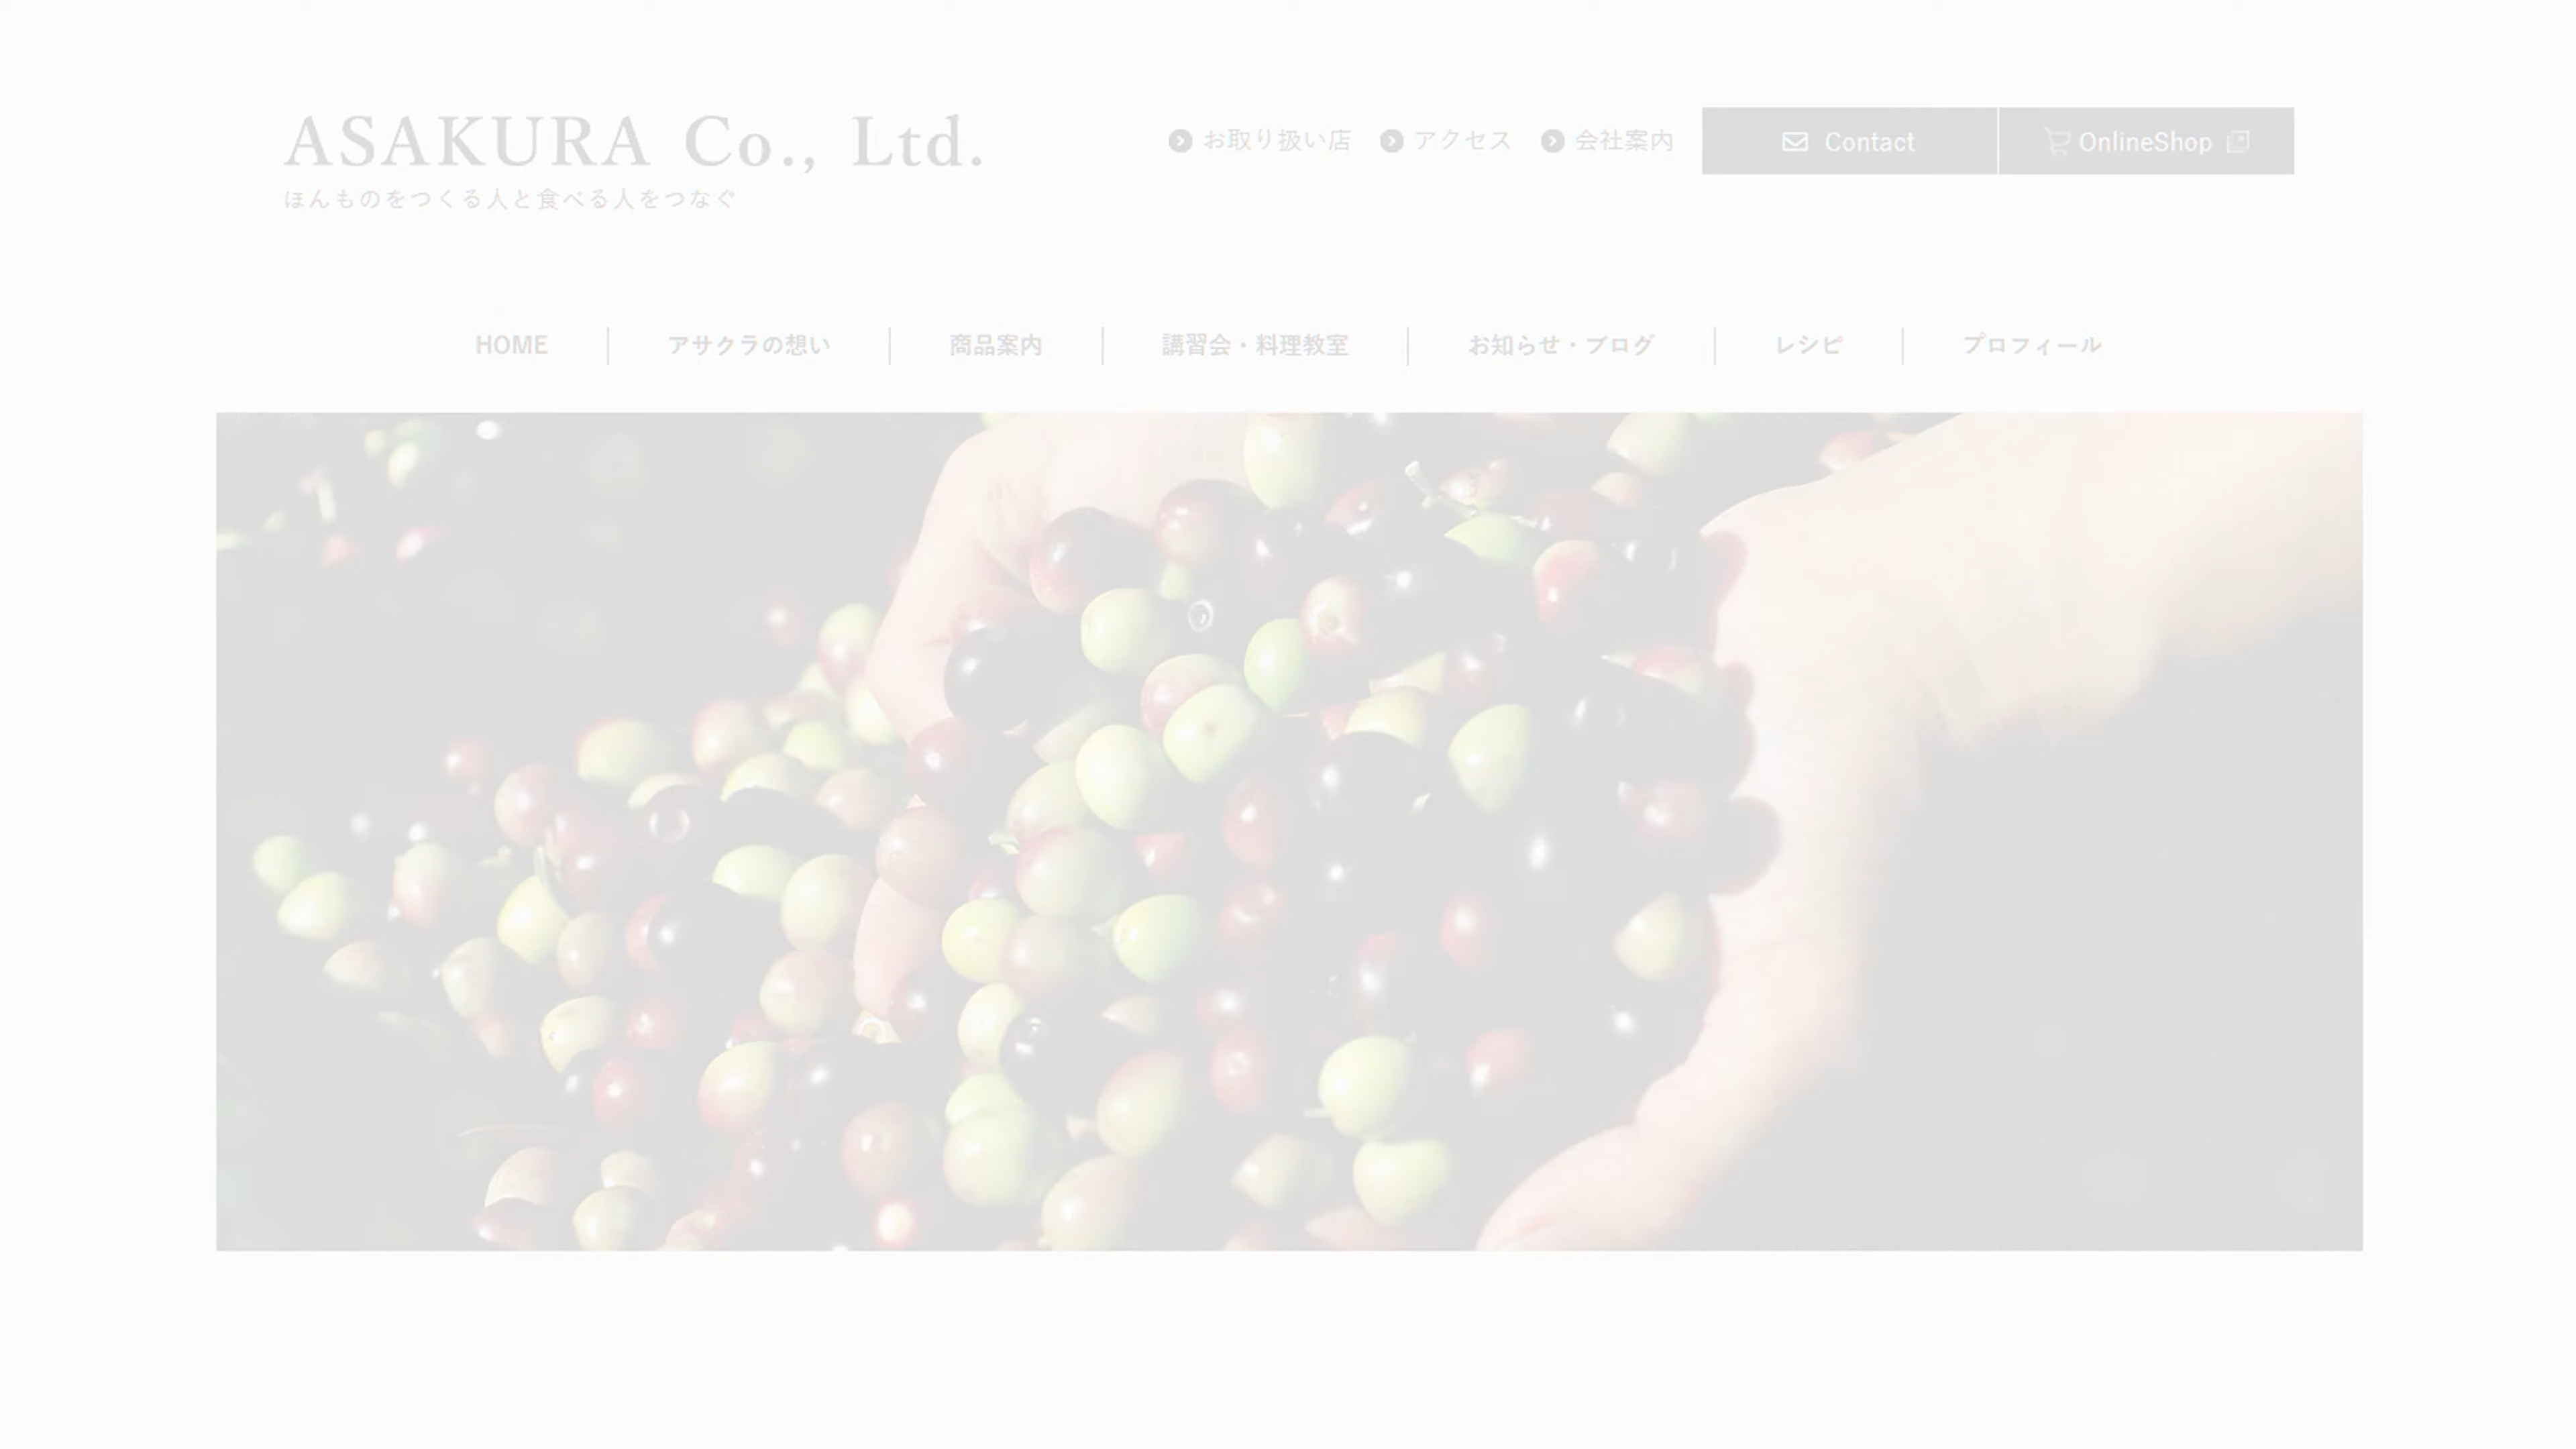 ASAKURA Co., Ltd.
ほんものをつくる人と食べる人をつなぐ
お取り扱い店 アクセス 会社案内 Contact OnlineShop
HOME アサクラの想い 商品案内 講習会・料理教室 お知らせ・ブログ レシピ プロフィール